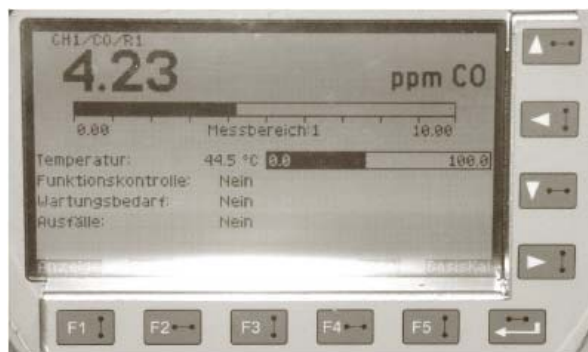 CH1/CO/R1
4.23 ppm CO
0.00 Messbereich:1 10.00
Temperatur: 44.5 °C 0.0 100.0
Funktionskontrolle: Nein
Wartungsbedarf: Nein
Ausfälle: Nein
F1 F2 F3 F4 F5